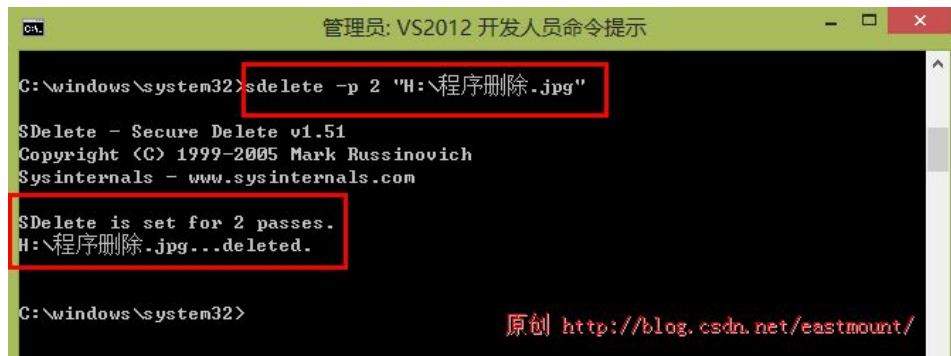 管理员: VS2012 开发人员命令提示
C:\windows\system32>sdelete -p 2 "H:\程序删除.jpg"
SDelete - Secure Delete v1.51
Copyright (C) 1999-2005 Mark Russinovich
Sysinternals - www.sysinternals.com
SDelete is set for 2 passes.
H:\程序删除.jpg...deleted.
C:\windows\system32>
原创 http://blog.csdn.net/eastmount/